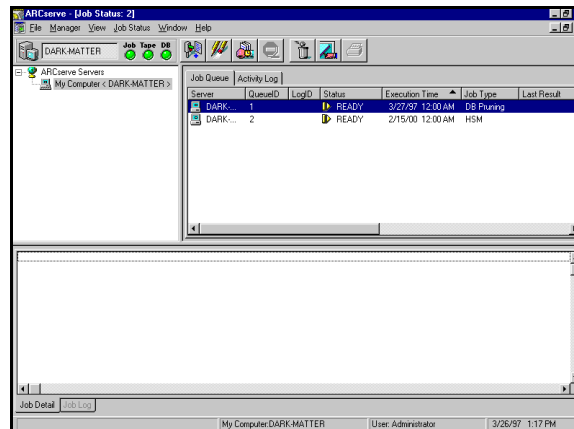 ARCserve - [Job Status: 2]
File Manager View Job Status Window Help
DARK-MATTER Job Tape DB
ARCserve Servers
My Computer < DARK-MATTER >
Job Queue Activity Log
Server QueueID LogID Status Execution Time Job Type Last Result
DARK-... 1 READY 3/27/97 12:00 AM DB Pruning
DARK-... 2 READY 2/15/00 12:00 AM HSM
Job Detail Job Log
My Computer:DARK-MATTER User: Administrator 3/26/97 1:17 PM